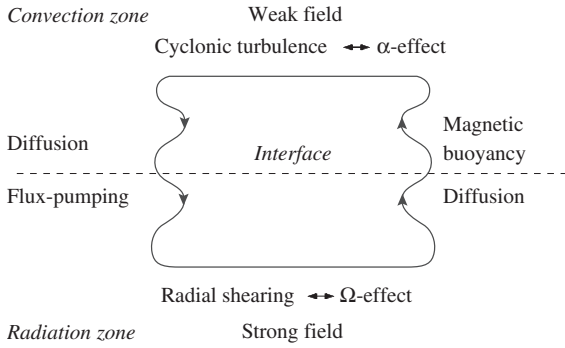 Convection zone Weak field
Cyclonic turbulence ↔ α-effect
Diffusion
Magnetic
buoyancy
Interface
Flux-pumping
Diffusion
Radial shearing ↔ Ω-effect
Radiation zone Strong field